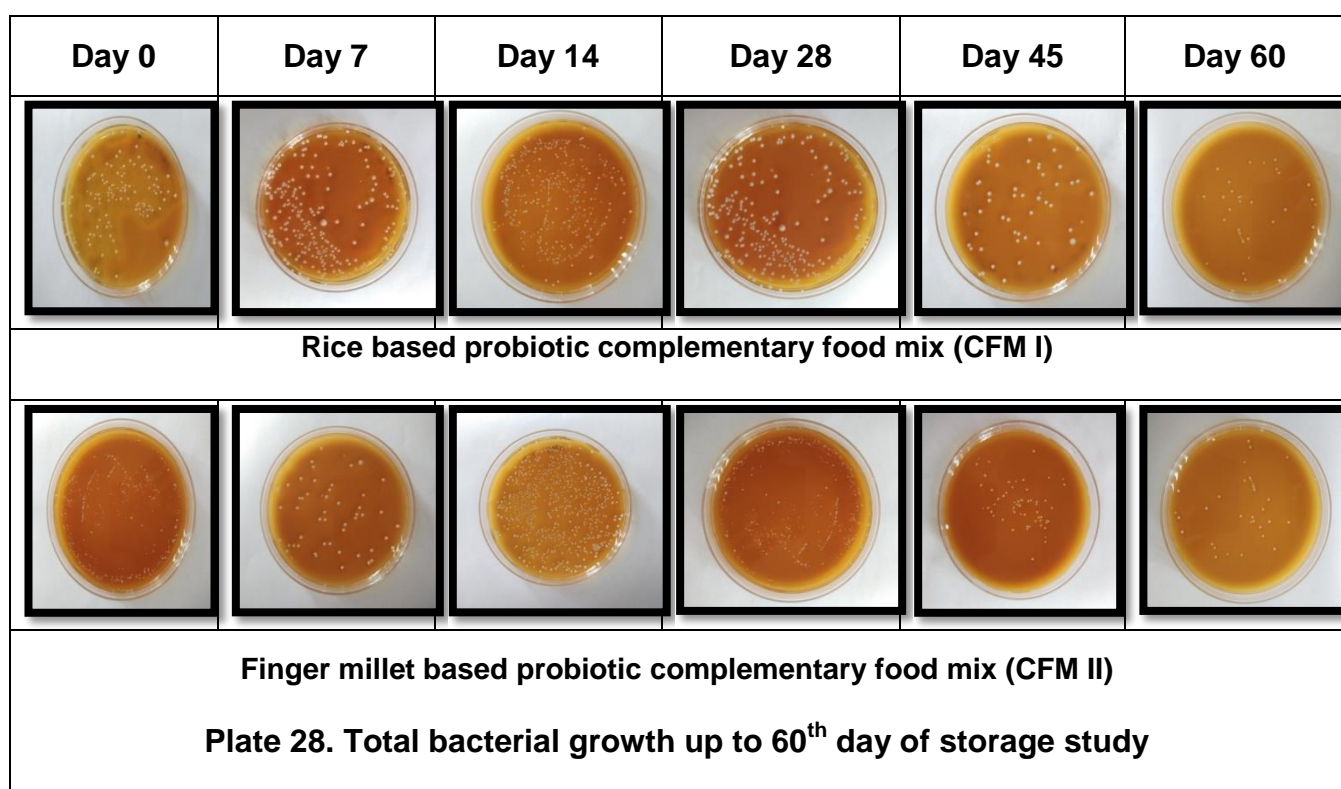 Day 0 Day 7 Day 14 Day 28 Day 45 Day 60
Rice based probiotic complementary food mix (CFM I)
Finger millet based probiotic complementary food mix (CFM II)
Plate 28. Total bacterial growth up to 60th day of storage study